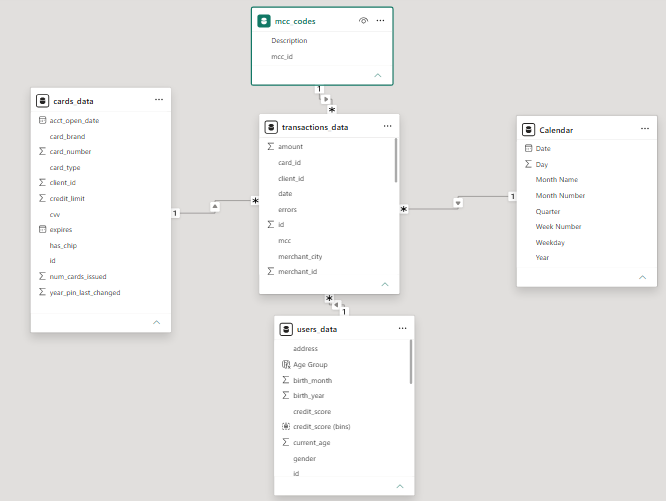 mcc_codes
Description
mcc_id
1
*
cards_data
acct_open_date
card_brand
card_number
card_type
client_id
credit_limit
cvv
expires
has_chip
id
num_cards_issued
year_pin_last_changed
1
*
transactions_data
amount
card_id
client_id
date
errors
id
mcc
merchant_city
merchant_id
*
1
Calendar
Date
Day
Month Name
Month Number
Quarter
Week Number
Weekday
Year
*
1
users_data
address
Age Group
birth_month
birth_year
credit_score
credit_score (bins)
current_age
gender
id